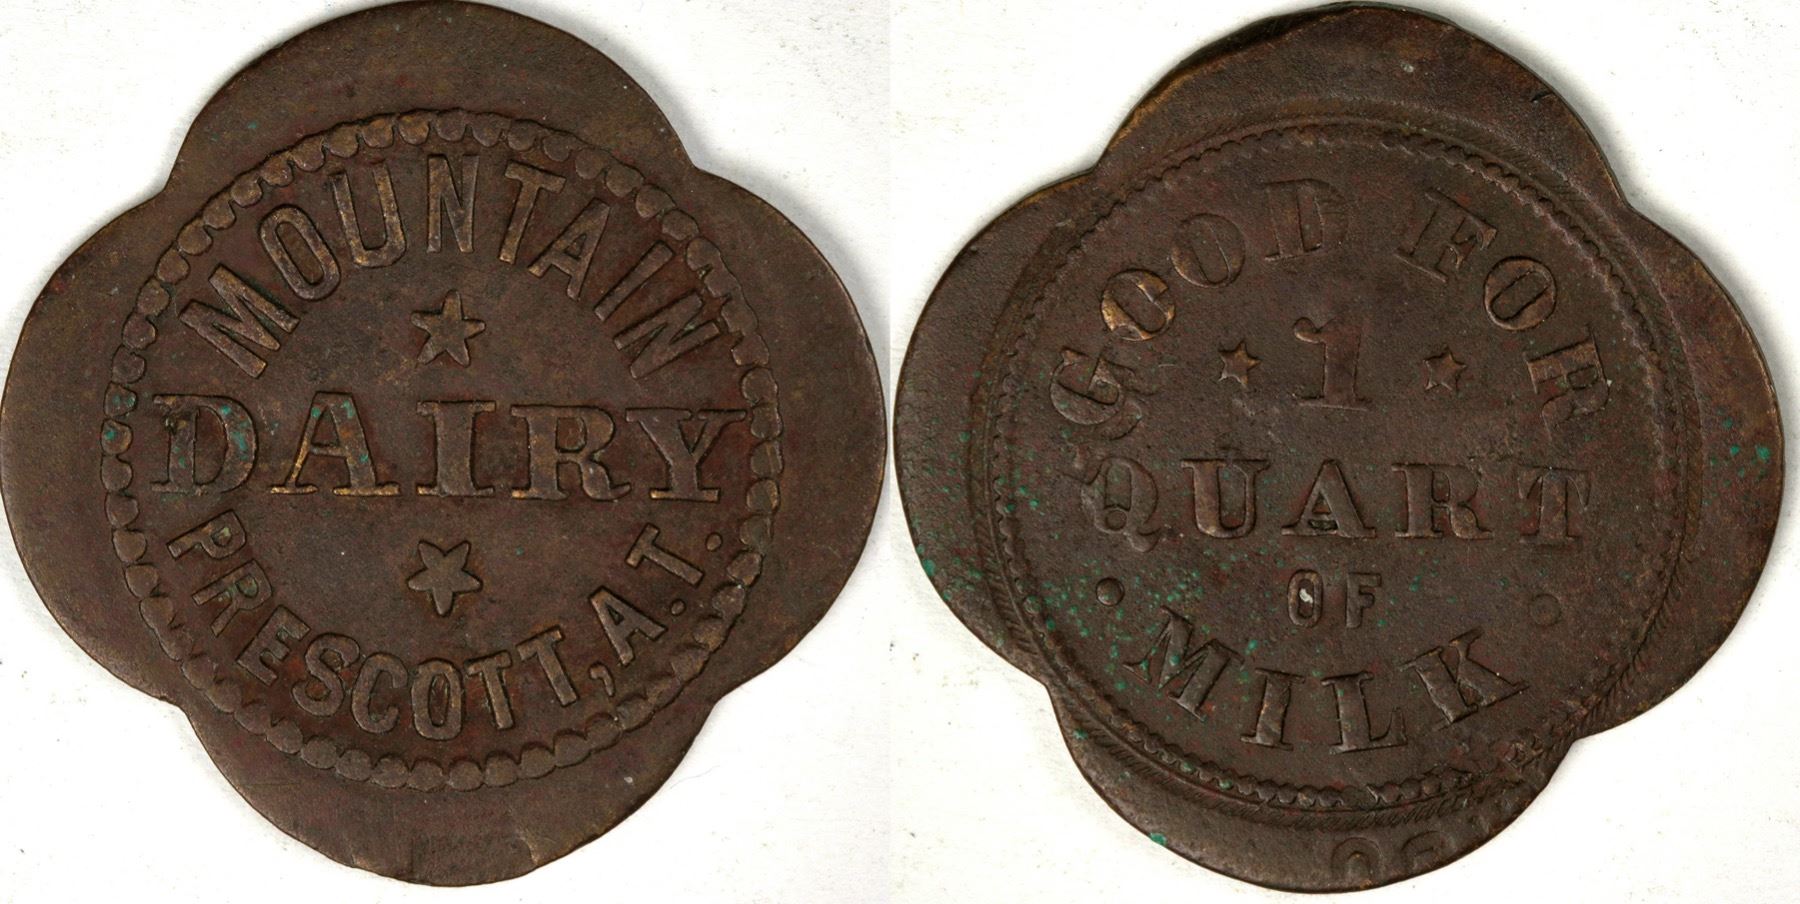 MOUNTAIN
DAIRY
PRESCOTT, A.T.
GOOD FOR
1
QUART
OF
MILK